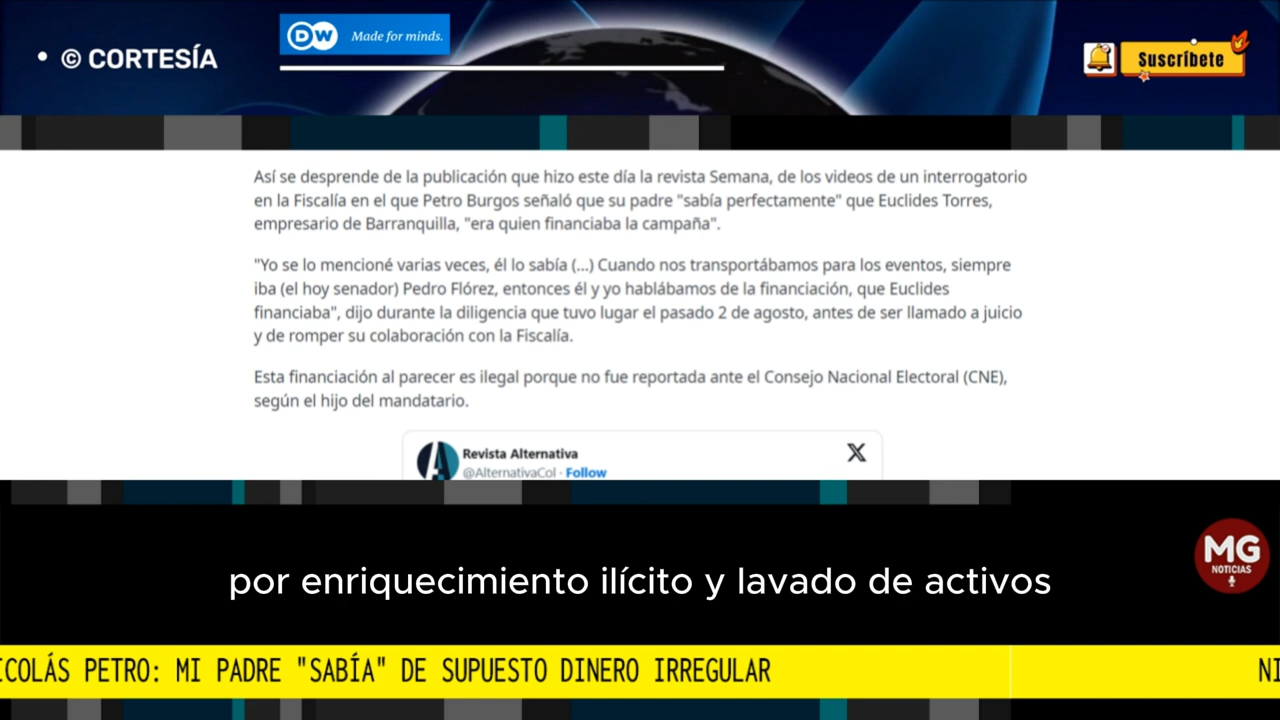 • © CORTESÍA
DW Made for minds.
Suscríbete
Así se desprende de la publicación que hizo este día la revista Semana, de los videos de un interrogatorio
en la Fiscalía en el que Petro Burgos señaló que su padre "sabía perfectamente" que Euclides Torres,
empresario de Barranquilla, "era quien financiaba la campaña".
"Yo se lo mencioné varias veces, él lo sabía (...) Cuando nos transportábamos para los eventos, siempre
iba (el hoy senador) Pedro Flórez, entonces él y yo hablábamos de la financiación, que Euclides
financiaba", dijo durante la diligencia que tuvo lugar el pasado 2 de agosto, antes de ser llamado a juicio
y de romper su colaboración con la Fiscalía.
Esta financiación al parecer es ilegal porque no fue reportada ante el Consejo Nacional Electoral (CNE),
según el hijo del mandatario.
Revista Alternativa
@AlternativaCol · Follow
MG
NOTICIAS
por enriquecimiento ilícito y lavado de activos
ICOLÁS PETRO: MI PADRE "SABÍA" DE SUPUESTO DINERO IRREGULAR NI